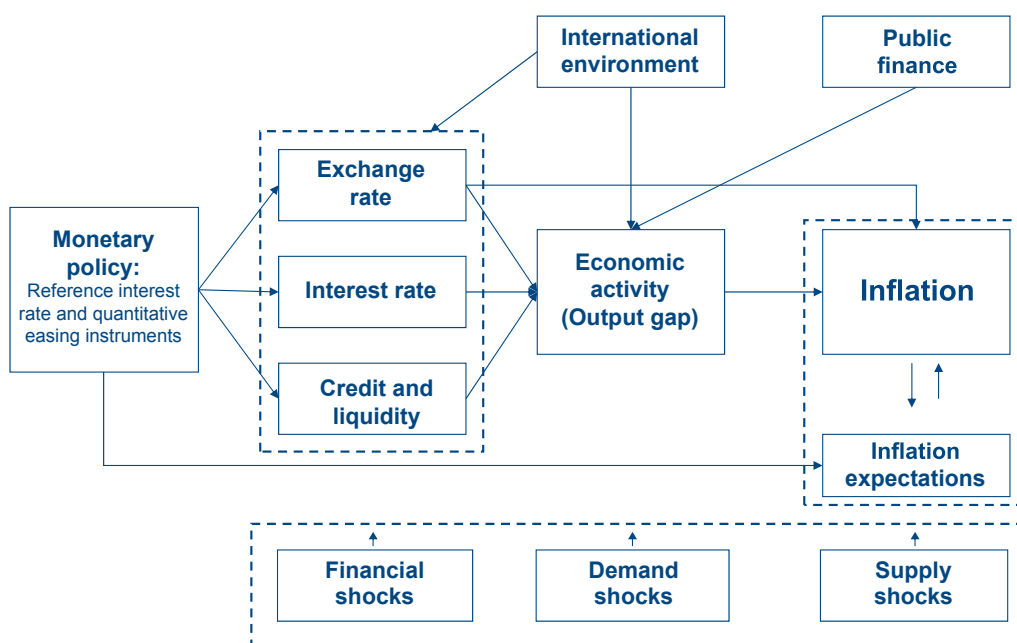 International
environment
Public
finance
Exchange
rate
Monetary
policy:
Reference interest
rate and quantitative
easing instruments
Interest rate
Economic
activity
(Output gap)
Inflation
Credit and
liquidity
Inflation
expectations
Financial
shocks
Demand
shocks
Supply
shocks